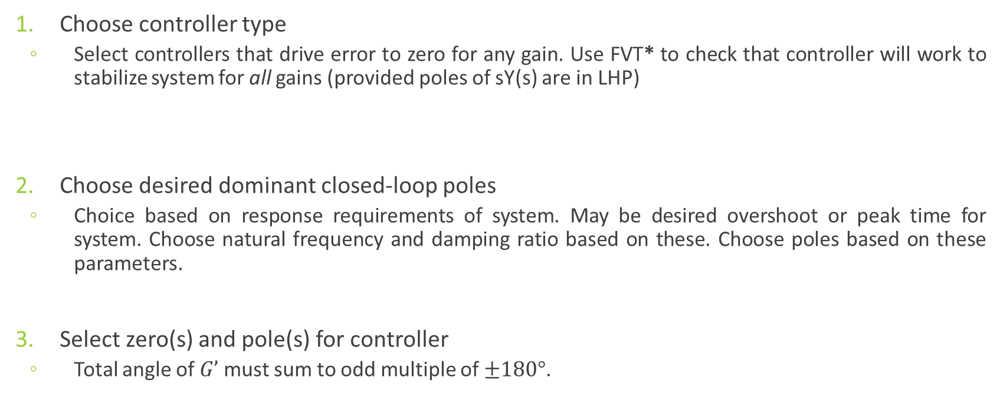 1. Choose controller type
◦ Select controllers that drive error to zero for any gain. Use FVT* to check that controller will work to
stabilize system for all gains (provided poles of sY(s) are in LHP)
2. Choose desired dominant closed-loop poles
◦ Choice based on response requirements of system. May be desired overshoot or peak time for
system. Choose natural frequency and damping ratio based on these. Choose poles based on these
parameters.
3. Select zero(s) and pole(s) for controller
◦ Total angle of G’ must sum to odd multiple of ±180°.